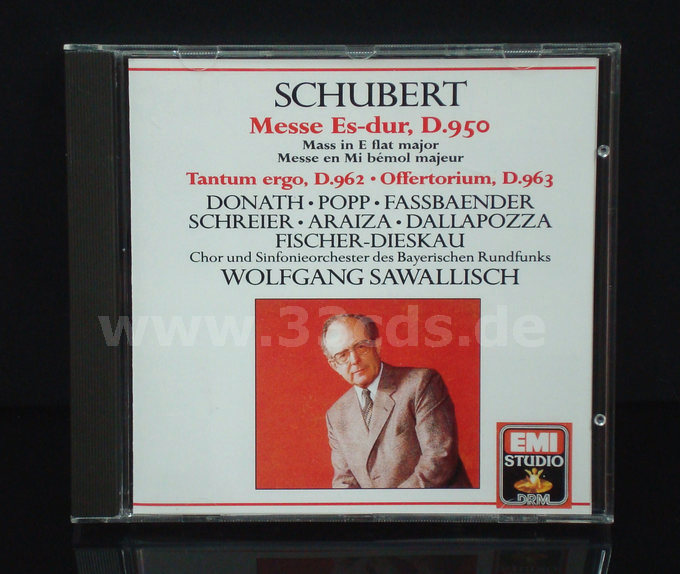 SCHUBERT
Messe Es-dur, D.950
Mass in E flat major
Messe en Mi bémol majeur
Tantum ergo, D.962 • Offertorium, D.963
DONATH • POPP • FASSBAENDER
SCHREIER • ARAIZA • DALLAPOZZA
FISCHER-DIESKAU
Chor und Sinfonieorchester des Bayerischen Rundfunks
WOLFGANG SAWALLISCH
www.33cds.de
EMI
STUDIO
DRM